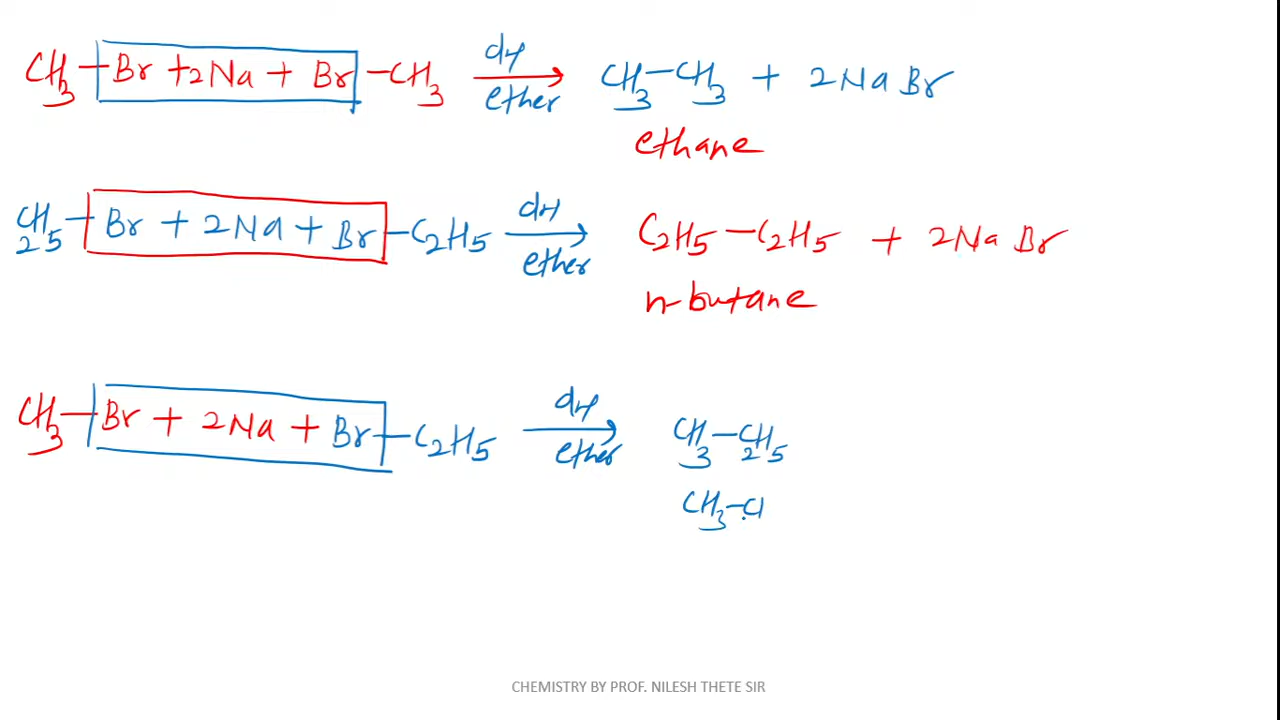 CH3-Br + 2Na + Br-CH3 dry ether CH3-CH3 + 2NaBr
ethane
C2H5-Br + 2Na + Br-C2H5 dry ether C2H5-C2H5 + 2NaBr
n-butane
CH3-Br + 2Na + Br-C2H5 dry ether CH3-C2H5
CH3-Cl
CHEMISTRY BY PROF. NILESH THETE SIR